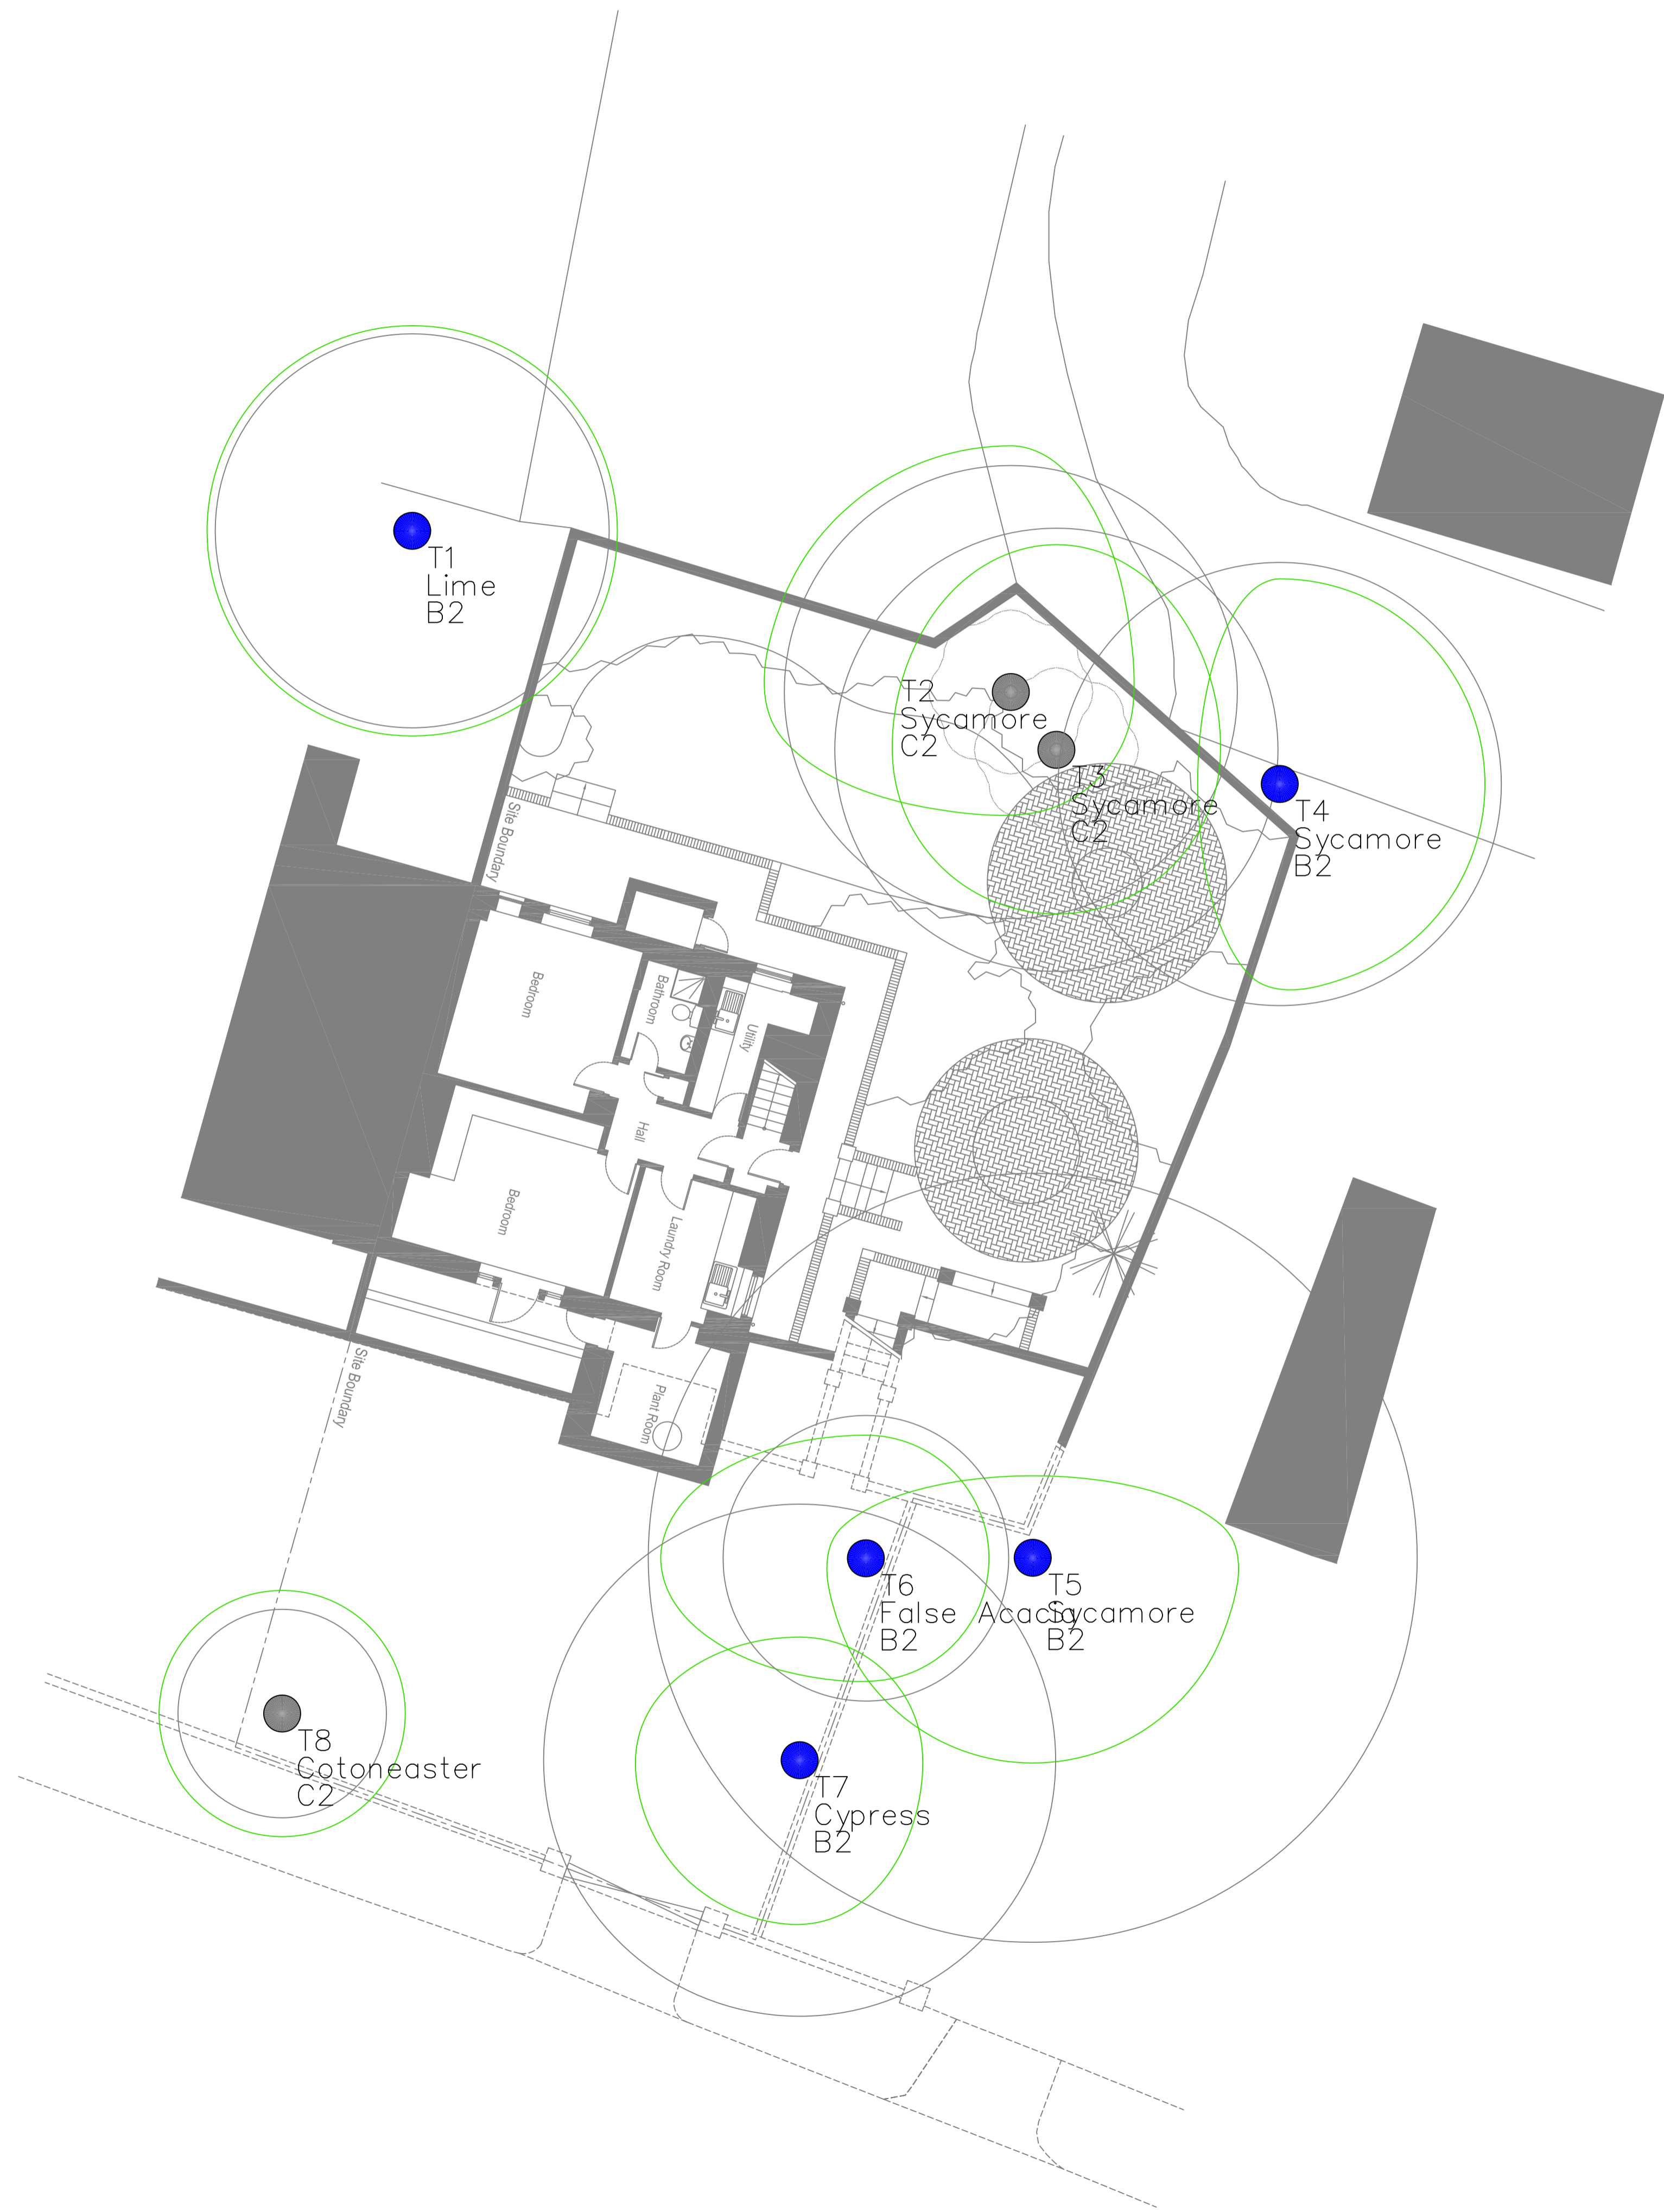 T1
Lime
B2
T2
Sycamore
C2
T3
Sycamore
C2
T4
Sycamore
B2
Site Boundary
Bedroom
Bathroom
Utility
Hall
Bedroom
Laundry Room
Site Boundary
Plant Room
T6
False Acacia
B2
T5
Sycamore
B2
T8
Cotoneaster
C2
T7
Cypress
B2